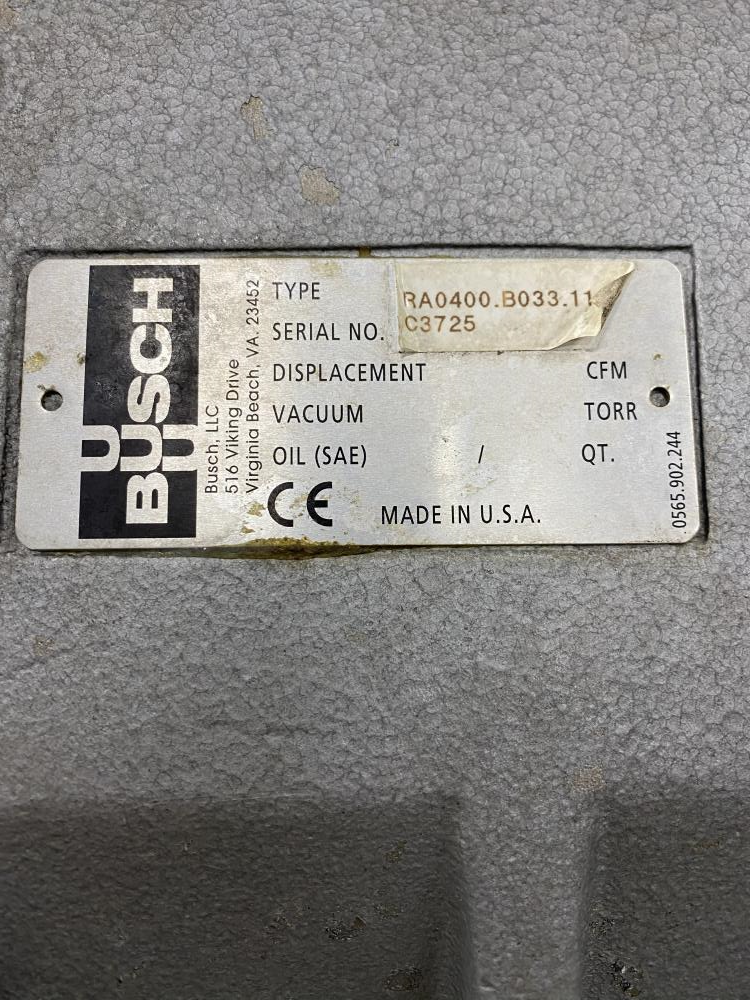 BUSCH
Busch, LLC
516 Viking Drive
Virginia Beach, VA. 23452
TYPE RA0400.B033.11
SERIAL NO. C3725
DISPLACEMENT CFM
VACUUM TORR
OIL (SAE) / QT.
CE MADE IN U.S.A.
0565.902.244